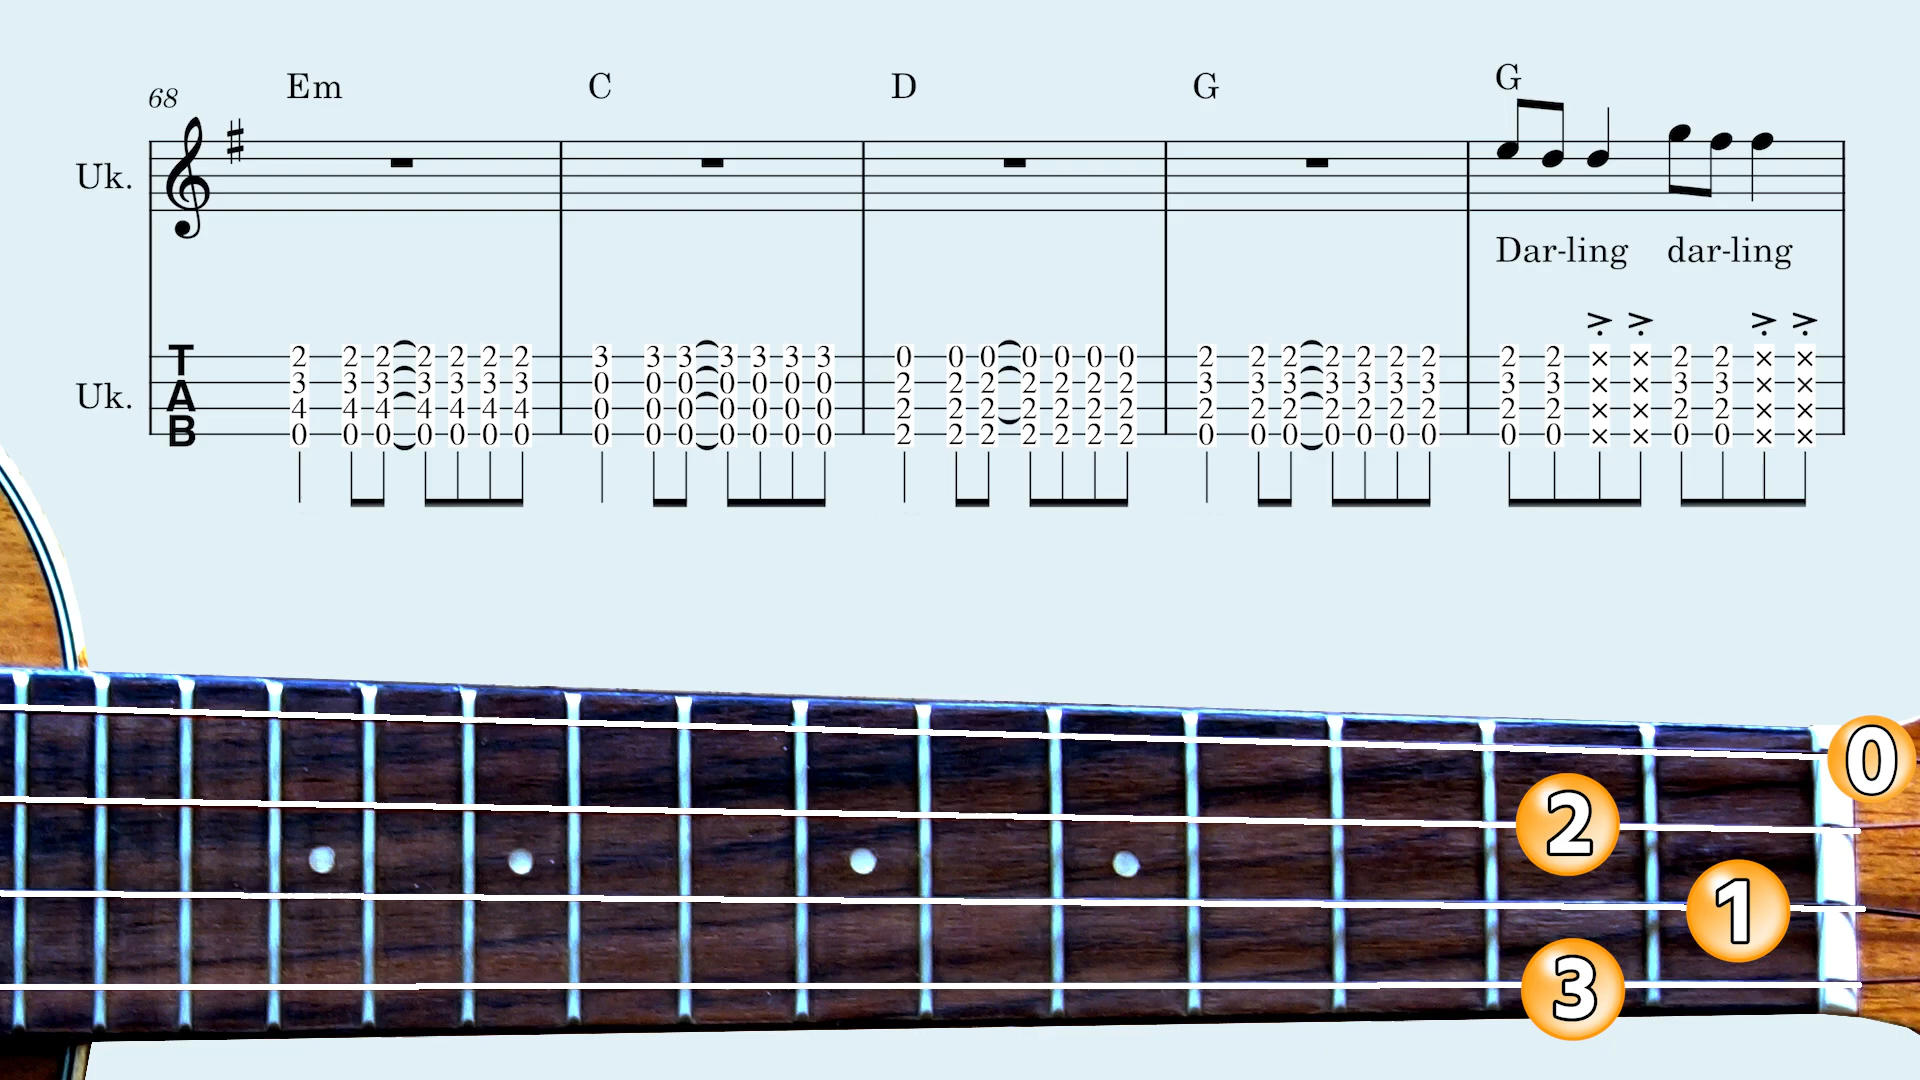 68 Em C D G G
Uk.
Dar-ling dar-ling
> > > >
T 2 2 2 2 2 2 2 3 3 3 3 3 3 3 0 0 0 0 0 0 0 2 2 2 2 2 2 2 2 2 × × 2 2 × ×
Uk. A 3 3 3 3 3 3 3 0 0 0 0 0 0 0 2 2 2 2 2 2 2 3 3 3 3 3 3 3 3 3 × × 3 3 × ×
4 4 4 4 4 4 4 0 0 0 0 0 0 0 2 2 2 2 2 2 2 2 2 2 2 2 2 2 2 2 × × 2 2 × ×
B 0 0 0 0 0 0 0 0 0 0 0 0 0 0 2 2 2 2 2 2 2 0 0 0 0 0 0 0 0 0 × × 0 0 × ×
0
2
1
3